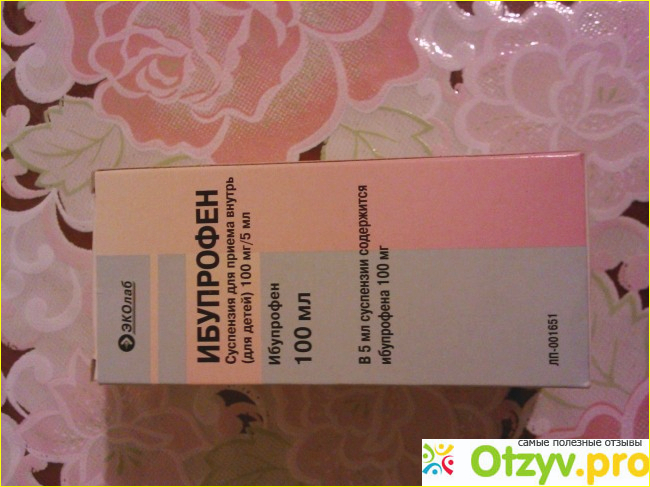 ЭКОлаб
ИБУПРОФЕН
Суспензия для приема внутрь
(для детей) 100 мг/5 мл
Ибупрофен
100 мл
В 5 мл суспензии содержится
ибупрофена 100 мг
ЛП-001651
самые полезные отзывы
Otzyv.pro